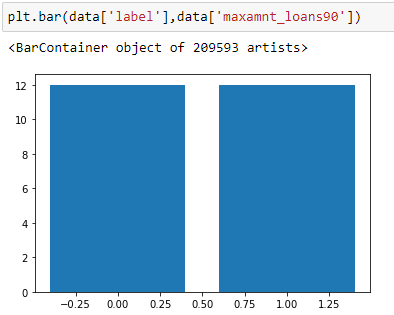 plt.bar(data['label'],data['maxamnt_loans90'])
<BarContainer object of 209593 artists>
12
10
8
6
4
2
0
−0.25 0.00 0.25 0.50 0.75 1.00 1.25